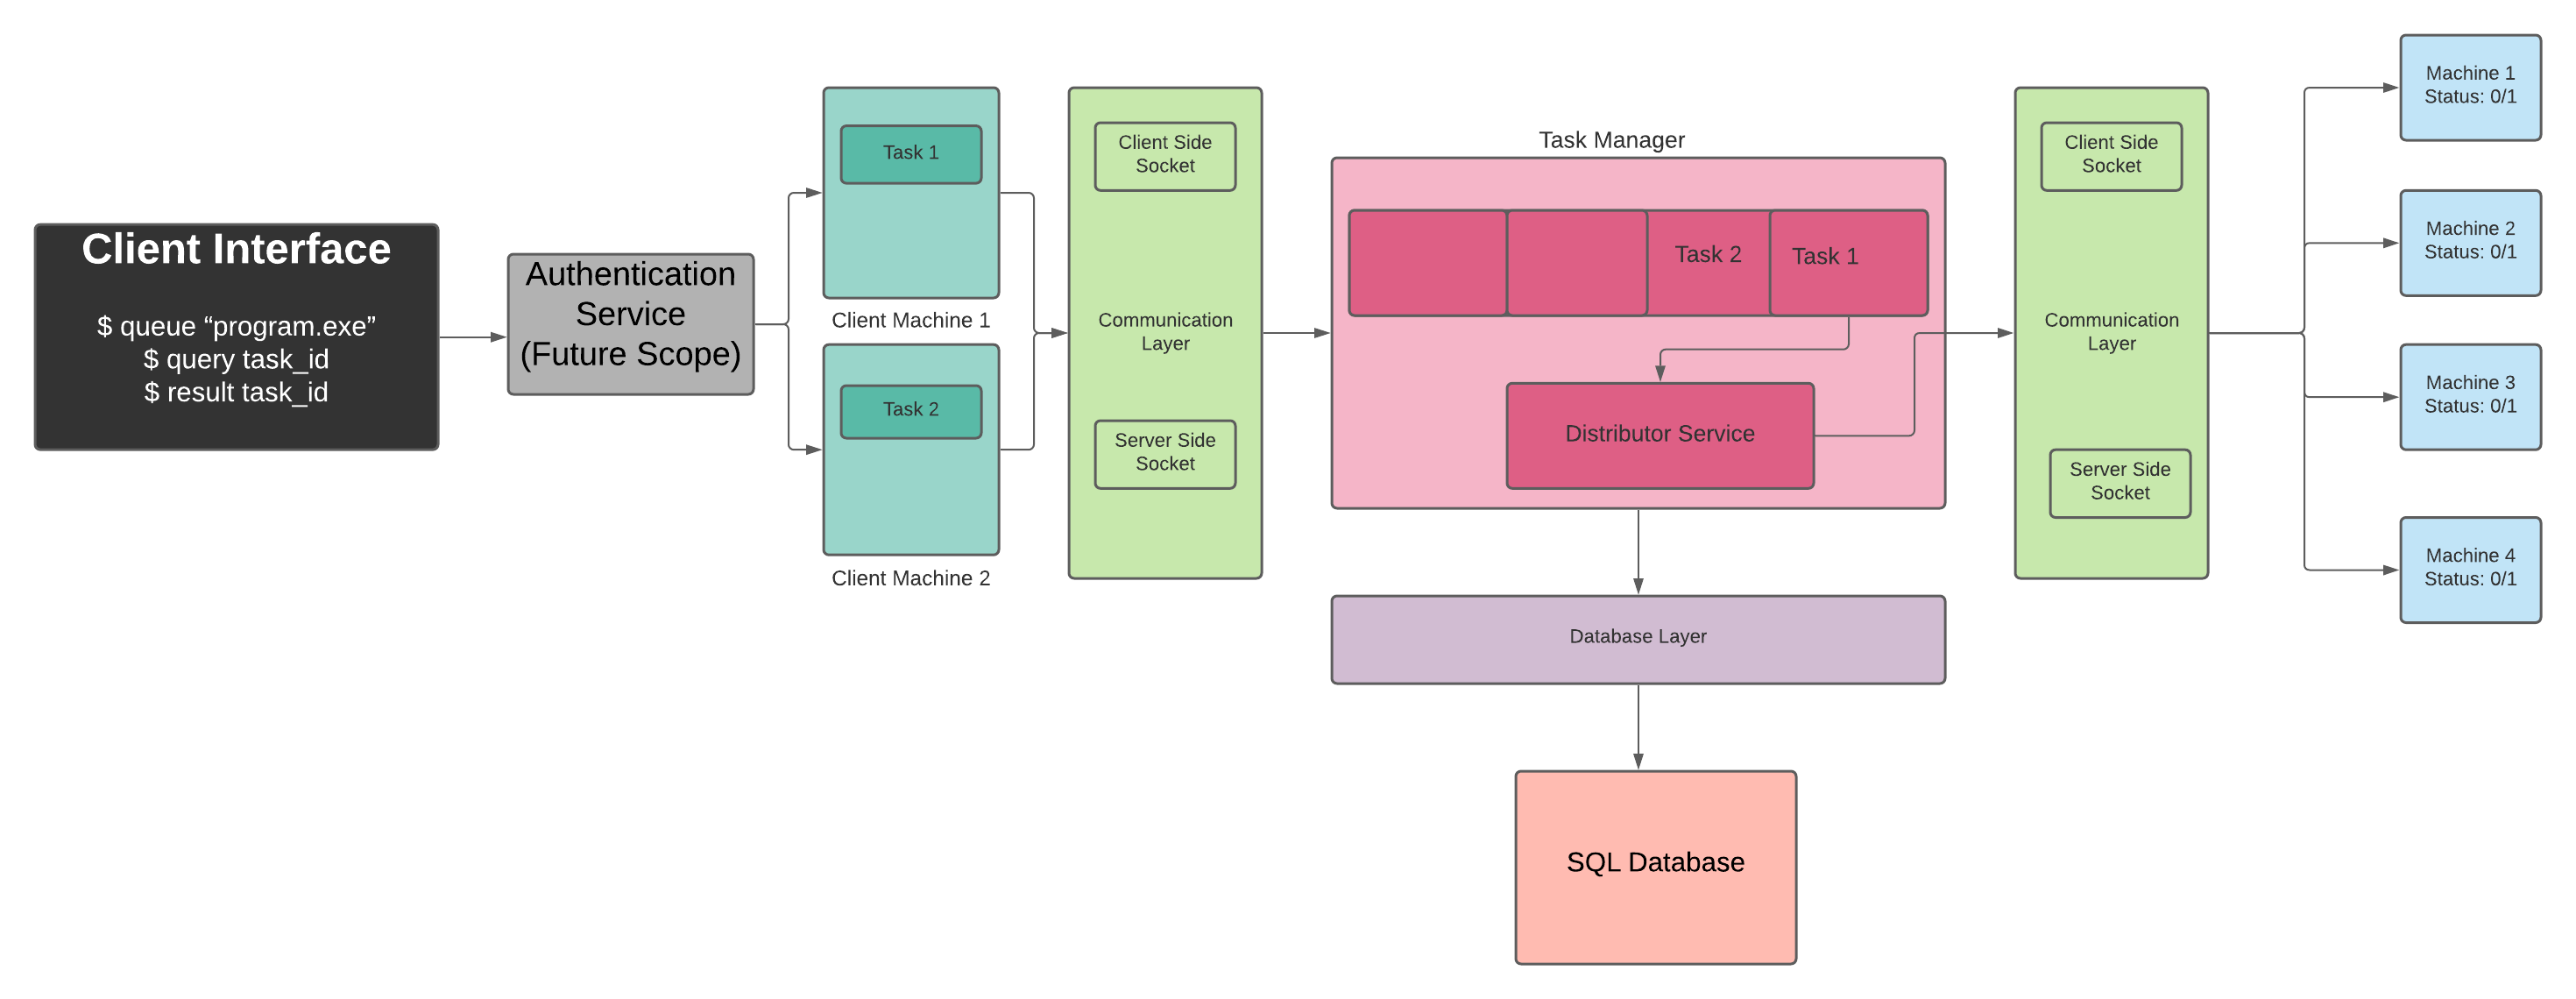 Client Interface
$ queue “program.exe”
$ query task_id
$ result task_id
Authentication
Service
(Future Scope)
Task 1
Client Machine 1
Task 2
Client Machine 2
Client Side
Socket
Communication
Layer
Server Side
Socket
Task Manager
Task 2
Task 1
Distributor Service
Database Layer
SQL Database
Client Side
Socket
Communication
Layer
Server Side
Socket
Machine 1
Status: 0/1
Machine 2
Status: 0/1
Machine 3
Status: 0/1
Machine 4
Status: 0/1